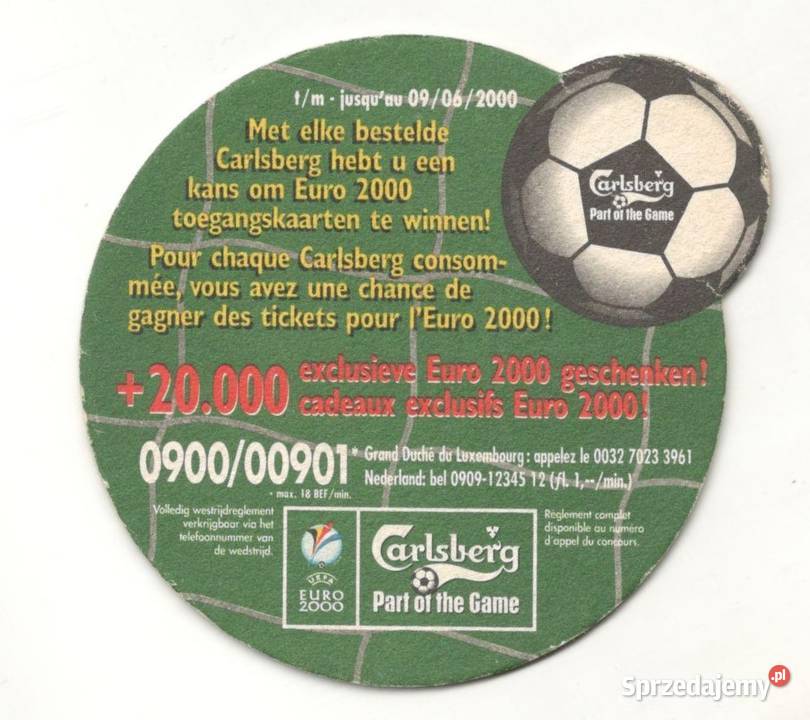 t/m - jusqu'au 09/06/2000
Met elke bestelde
Carlsberg hebt u een
kans om Euro 2000
toegangskaarten te winnen!
Pour chaque Carlsberg consom-
mée, vous avez une chance de
gagner des tickets pour l'Euro 2000!
Carlsberg
Part of the Game
+20.000
exclusieve Euro 2000 geschenken!
cadeaux exclusifs Euro 2000!
0900/00901*
* max. 18 BEF/min.
Grand Duché du Luxembourg: appelez le 0032 7023 3961
Nederland: bel 0909-12345 12 (fl. 1,--/min.)
Volledig westrijdreglement
verkrijgbaar via het
telefoonnummer van
de wedstrijd.
UEFA
EURO
2000
Carlsberg
Part of the Game
Règlement complet
disponible au numéro
d'appel du concours.
Sprzedajemy.pl